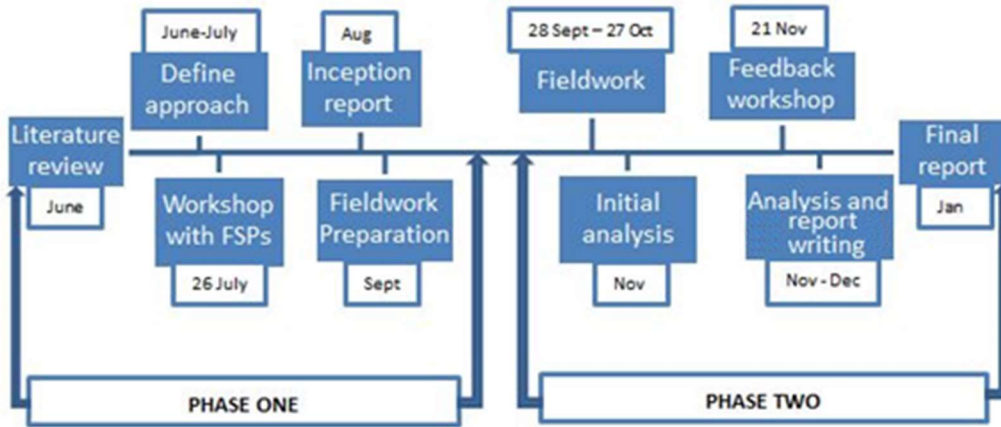 June-July
Define
approach
Aug
Inception
report
28 Sept – 27 Oct
Fieldwork
21 Nov
Feedback
workshop
Literature
review
June
Workshop
with FSPs
26 July
Fieldwork
Preparation
Sept
Initial
analysis
Nov
Analysis and
report
writing
Nov - Dec
Final
report
Jan
PHASE ONE
PHASE TWO